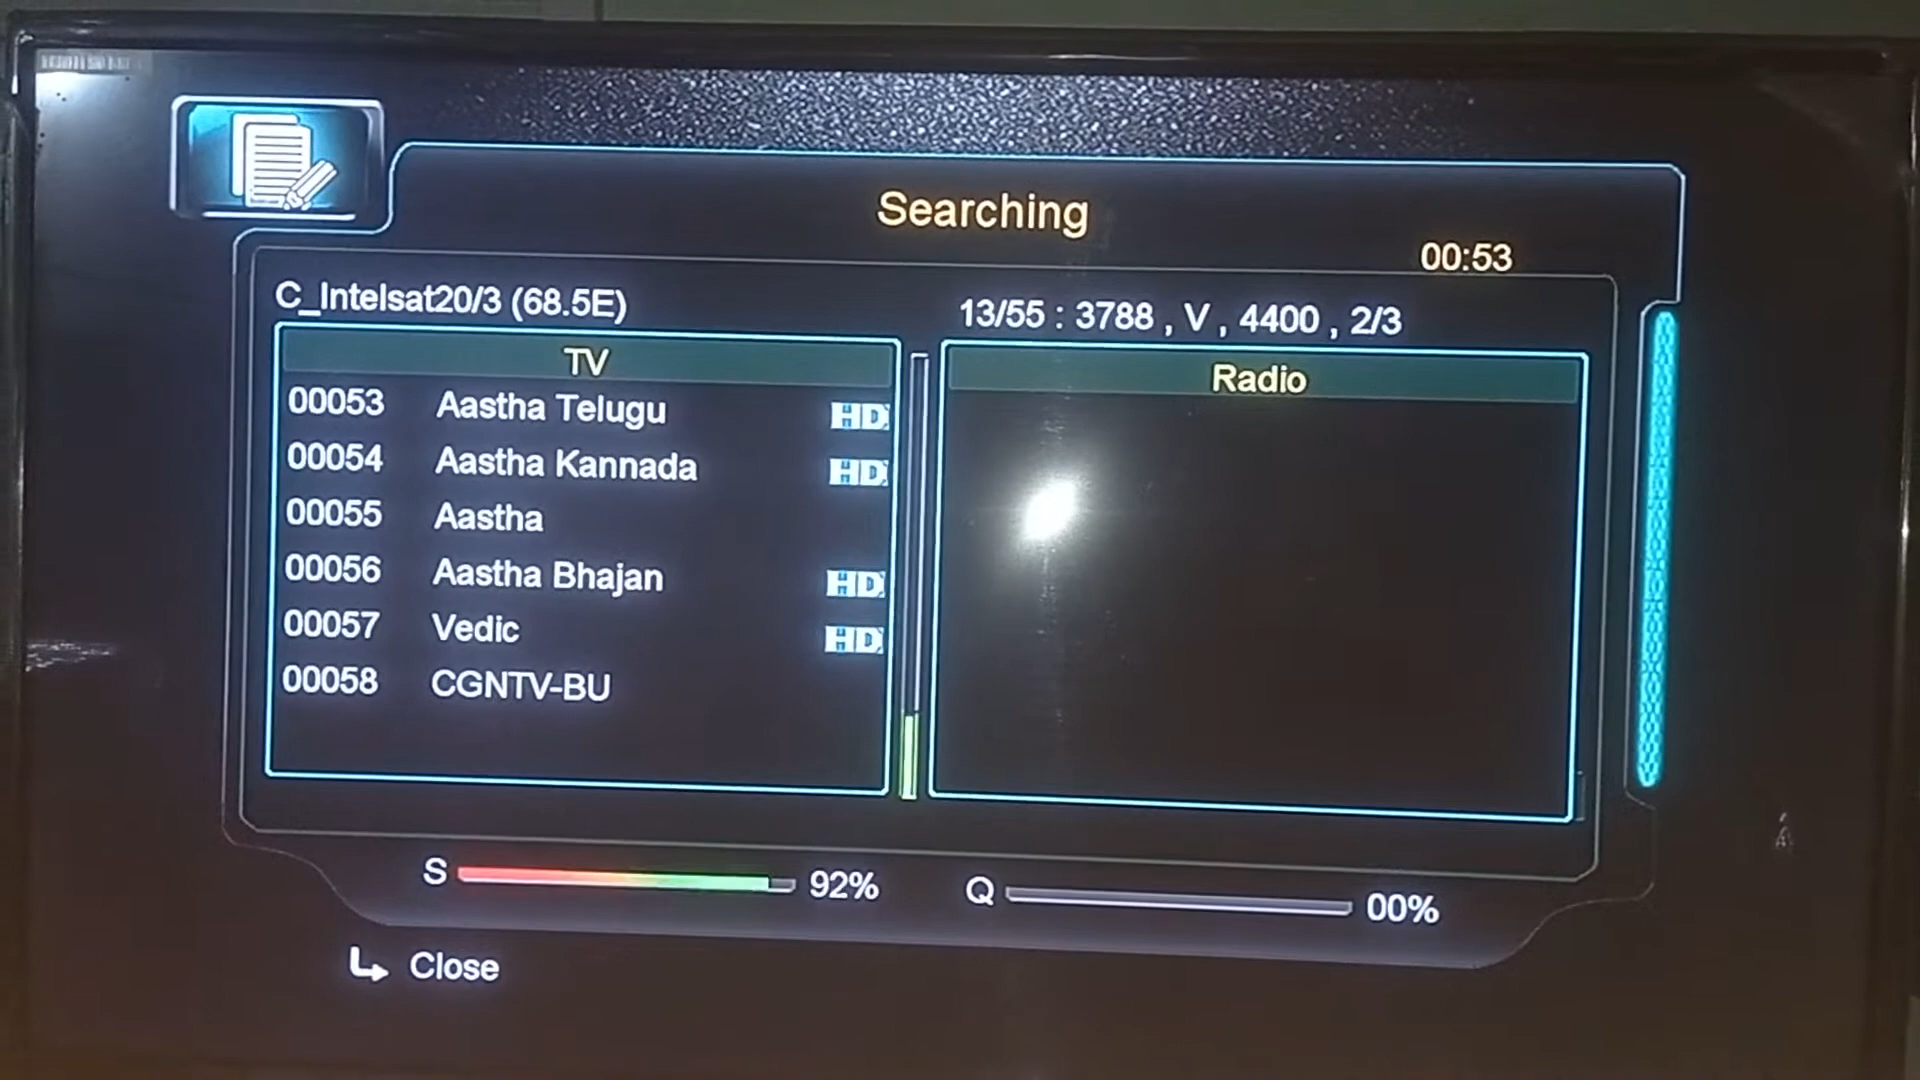 Searching
00:53
C_Intelsat20/3 (68.5E)
13/55 : 3788 , V , 4400 , 2/3
TV
00053 Aastha Telugu HD
00054 Aastha Kannada HD
00055 Aastha
00056 Aastha Bhajan HD
00057 Vedic HD
00058 CGNTV-BU
Radio
S 92%
Q 00%
Close